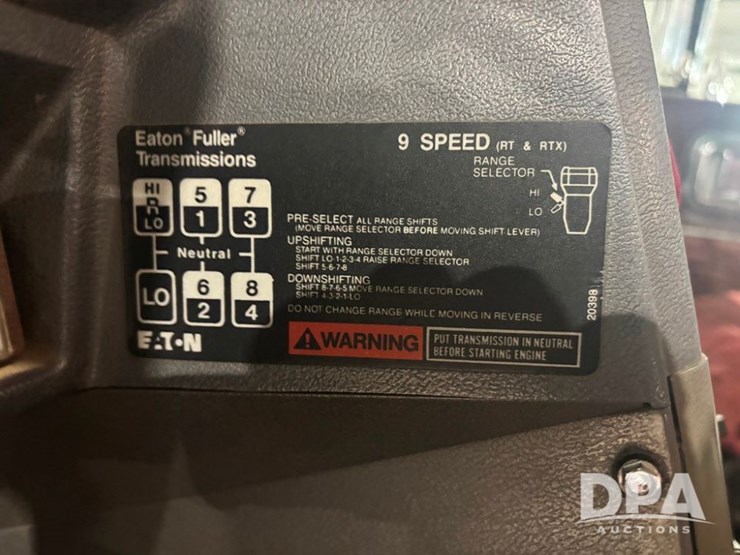 Eaton® Fuller®
Transmissions
9 SPEED (RT & RTX)
RANGE
SELECTOR
HI
LO
HI
R
LO
5
1
7
3
Neutral
LO
6
2
8
4
EATON
PRE-SELECT ALL RANGE SHIFTS
(MOVE RANGE SELECTOR BEFORE MOVING SHIFT LEVER)
UPSHIFTING
START WITH RANGE SELECTOR DOWN
SHIFT LO-1-2-3-4 RAISE RANGE SELECTOR
SHIFT 5-6-7-8
DOWNSHIFTING
SHIFT 8-7-6-5 MOVE RANGE SELECTOR DOWN
SHIFT 4-3-2-1-LO
DO NOT CHANGE RANGE WHILE MOVING IN REVERSE
20398
WARNING
PUT TRANSMISSION IN NEUTRAL
BEFORE STARTING ENGINE
DPA
AUCTIONS